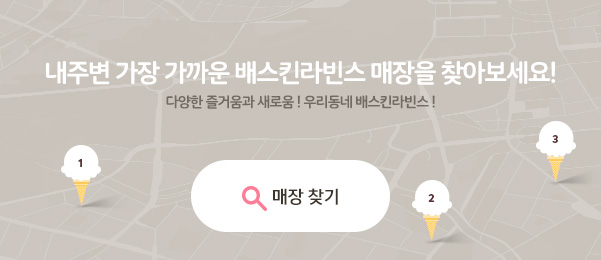 내주변 가장 가까운 배스킨라빈스 매장을 찾아보세요!
다양한 즐거움과 새로움 ! 우리동네 배스킨라빈스 !
3
1
매장 찾기
2